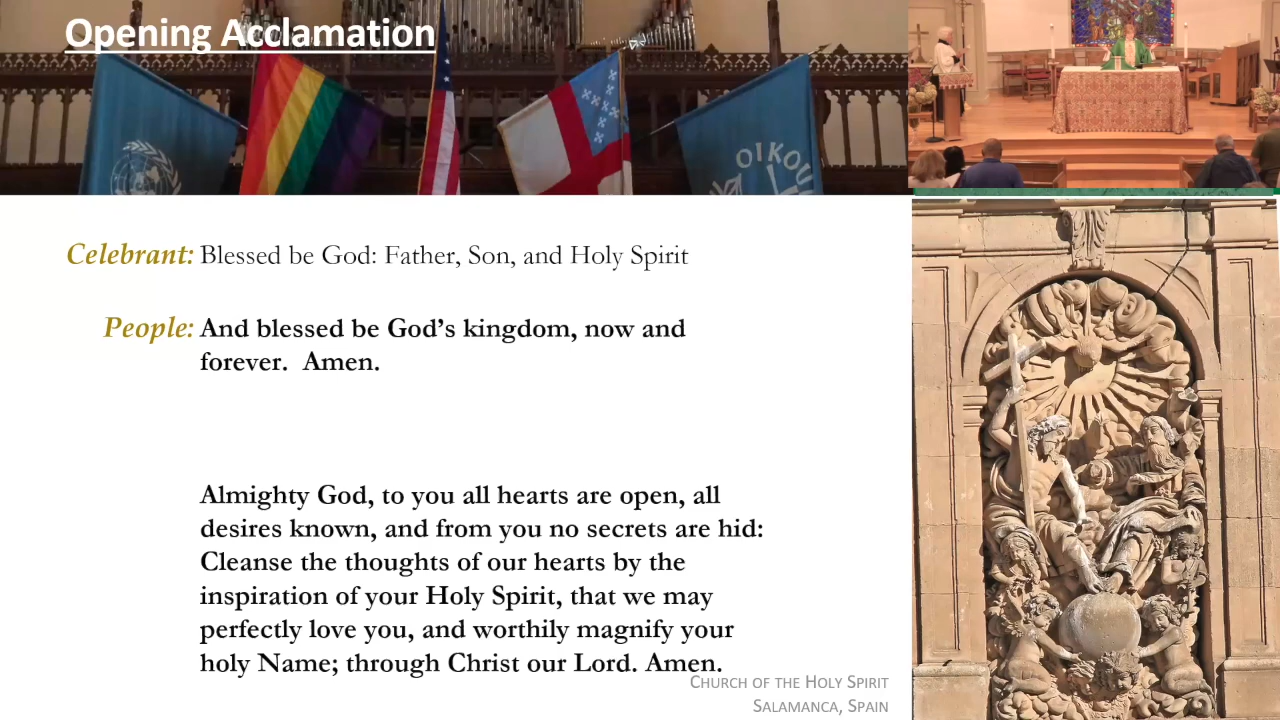 Opening Acclamation
OIKOU
Celebrant: Blessed be God: Father, Son, and Holy Spirit
People: And blessed be God’s kingdom, now and
forever.  Amen.
Almighty God, to you all hearts are open, all
desires known, and from you no secrets are hid:
Cleanse the thoughts of our hearts by the
inspiration of your Holy Spirit, that we may
perfectly love you, and worthily magnify your
holy Name; through Christ our Lord. Amen.
CHURCH OF THE HOLY SPIRIT
SALAMANCA, SPAIN